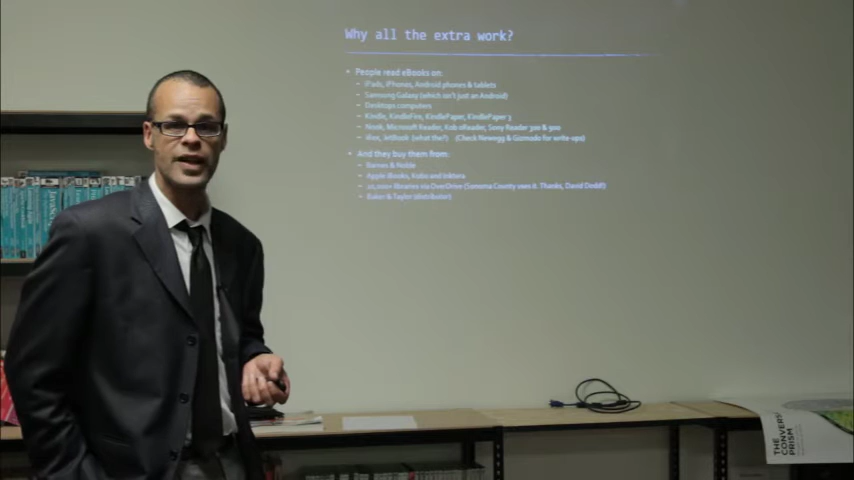 Why all the extra work?
• People read eBooks on:
– iPads, iPhones, Android phones & tablets
– Samsung Galaxy (which isn't just an Android)
– Desktops computers
– Kindle, KindleFire, KindlePaper, KindlePaper 3
– Nook, Microsoft Reader, Kob eReader, Sony Reader 300 & 900
– iRex, JetBook (what the?) (Check Newegg & Gizmodo for write-ups)
• And they buy them from:
– Barnes & Noble
– Apple iBooks, Kobo and Inktera
– 20,000+ libraries via OverDrive (Sonoma County uses it. Thanks, David Dodd!)
– Baker & Taylor (distributor)
THE
CONVERS
PRISM